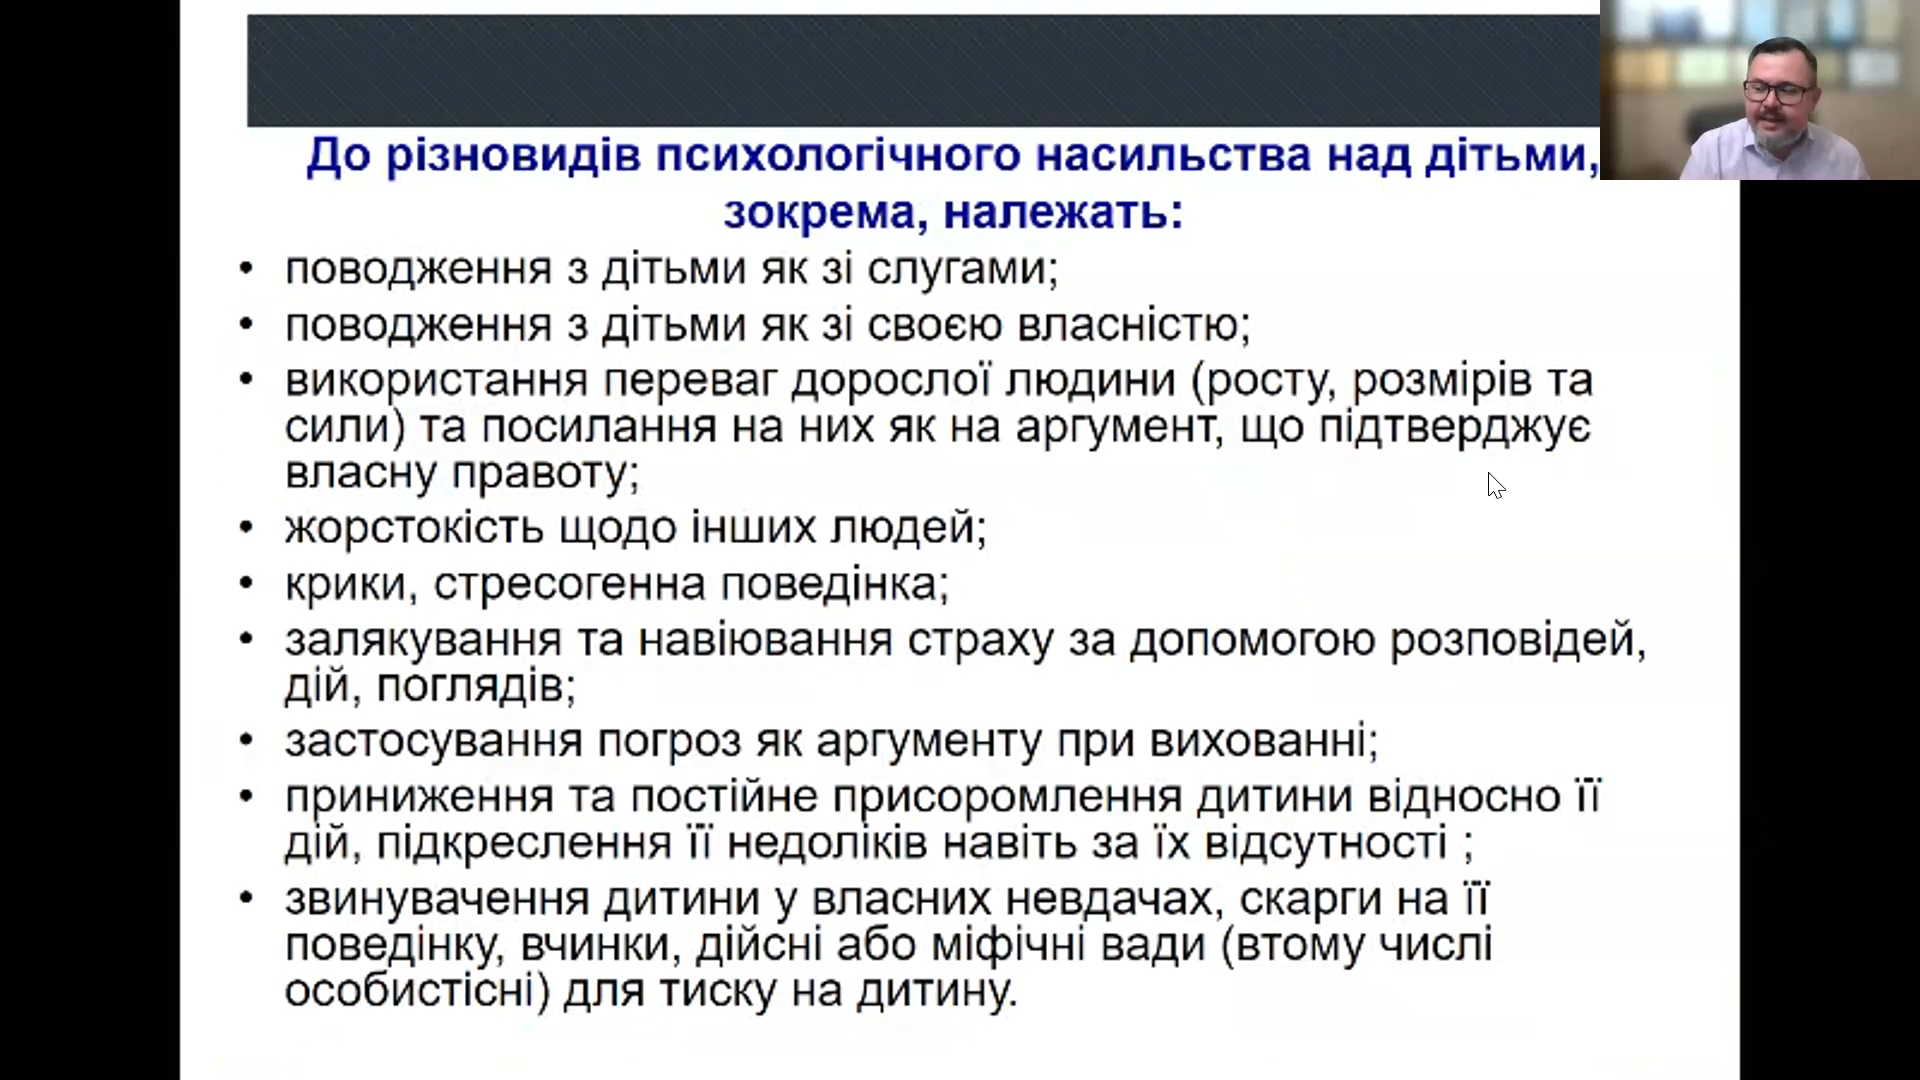 До різновидів психологічного насильства над дітьми,
зокрема, належать:
• поводження з дітьми як зі слугами;
• поводження з дітьми як зі своєю власністю;
• використання переваг дорослої людини (росту, розмірів та
сили) та посилання на них як на аргумент, що підтверджує
власну правоту;
• жорстокість щодо інших людей;
• крики, стресогенна поведінка;
• залякування та навіювання страху за допомогою розповідей,
дій, поглядів;
• застосування погроз як аргументу при вихованні;
• приниження та постійне присоромлення дитини відносно її
дій, підкреслення її недоліків навіть за їх відсутності ;
• звинувачення дитини у власних невдачах, скарги на її
поведінку, вчинки, дійсні або міфічні вади (втому числі
особистісні) для тиску на дитину.